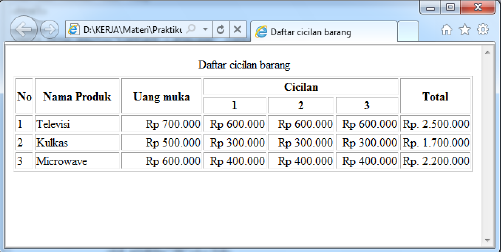 D:\KERJA\Materi\Praktiku
Daftar cicilan barang
Daftar cicilan barang
No Nama Produk Uang muka Cicilan Total
1 2 3
1 Televisi Rp 700.000 Rp 600.000 Rp 600.000 Rp 600.000 Rp. 2.500.000
2 Kulkas Rp 500.000 Rp 300.000 Rp 300.000 Rp 300.000 Rp. 1.700.000
3 Microwave Rp 600.000 Rp 400.000 Rp 400.000 Rp 400.000 Rp. 2.200.000